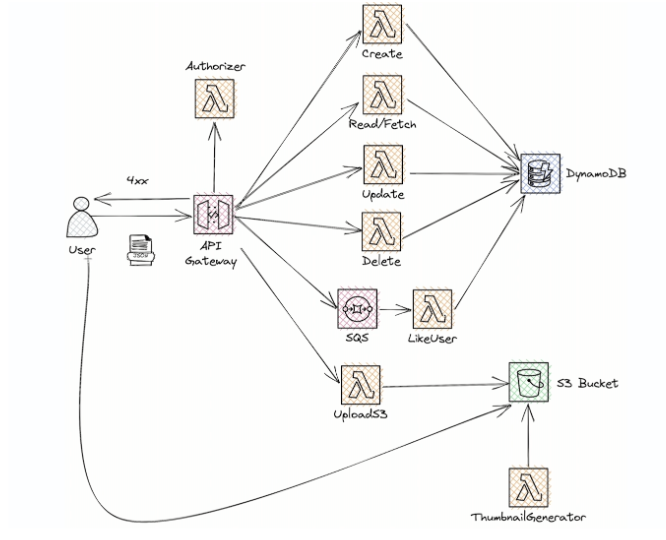 Create
Authorizer
Read/Fetch
4xx
DynamoDB
Update
User
JSON
API
Gateway
Delete
SQS
LikeUser
S3 Bucket
UploadS3
ThumbnailGenerator